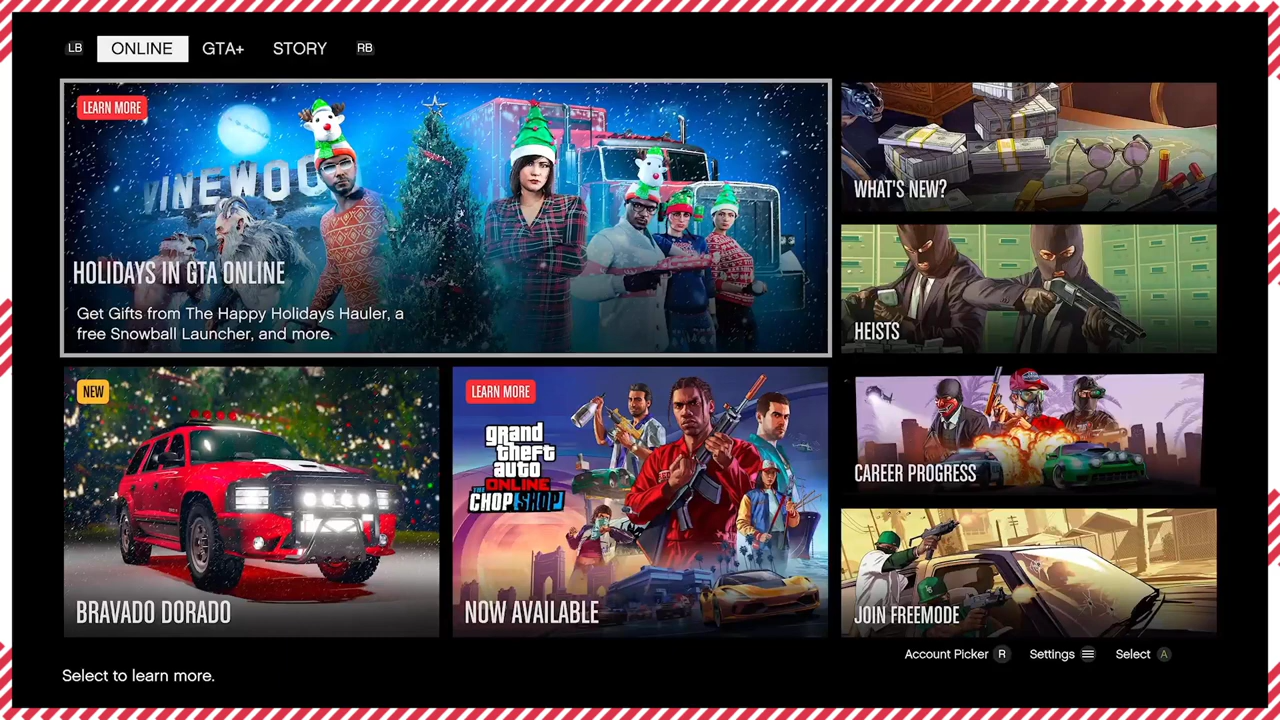 LB ONLINE GTA+ STORY RB
LEARN MORE
VINEWOO
HOLIDAYS IN GTA ONLINE
Get Gifts from The Happy Holidays Hauler, a
free Snowball Launcher, and more.
WHAT'S NEW?
HEISTS
NEW
BRAVADO DORADO
LEARN MORE
grand
theft
auto
ONLINE
THE
CHOP SHOP
NOW AVAILABLE
CAREER PROGRESS
JOIN FREEMODE
Account Picker R Settings Select A
Select to learn more.